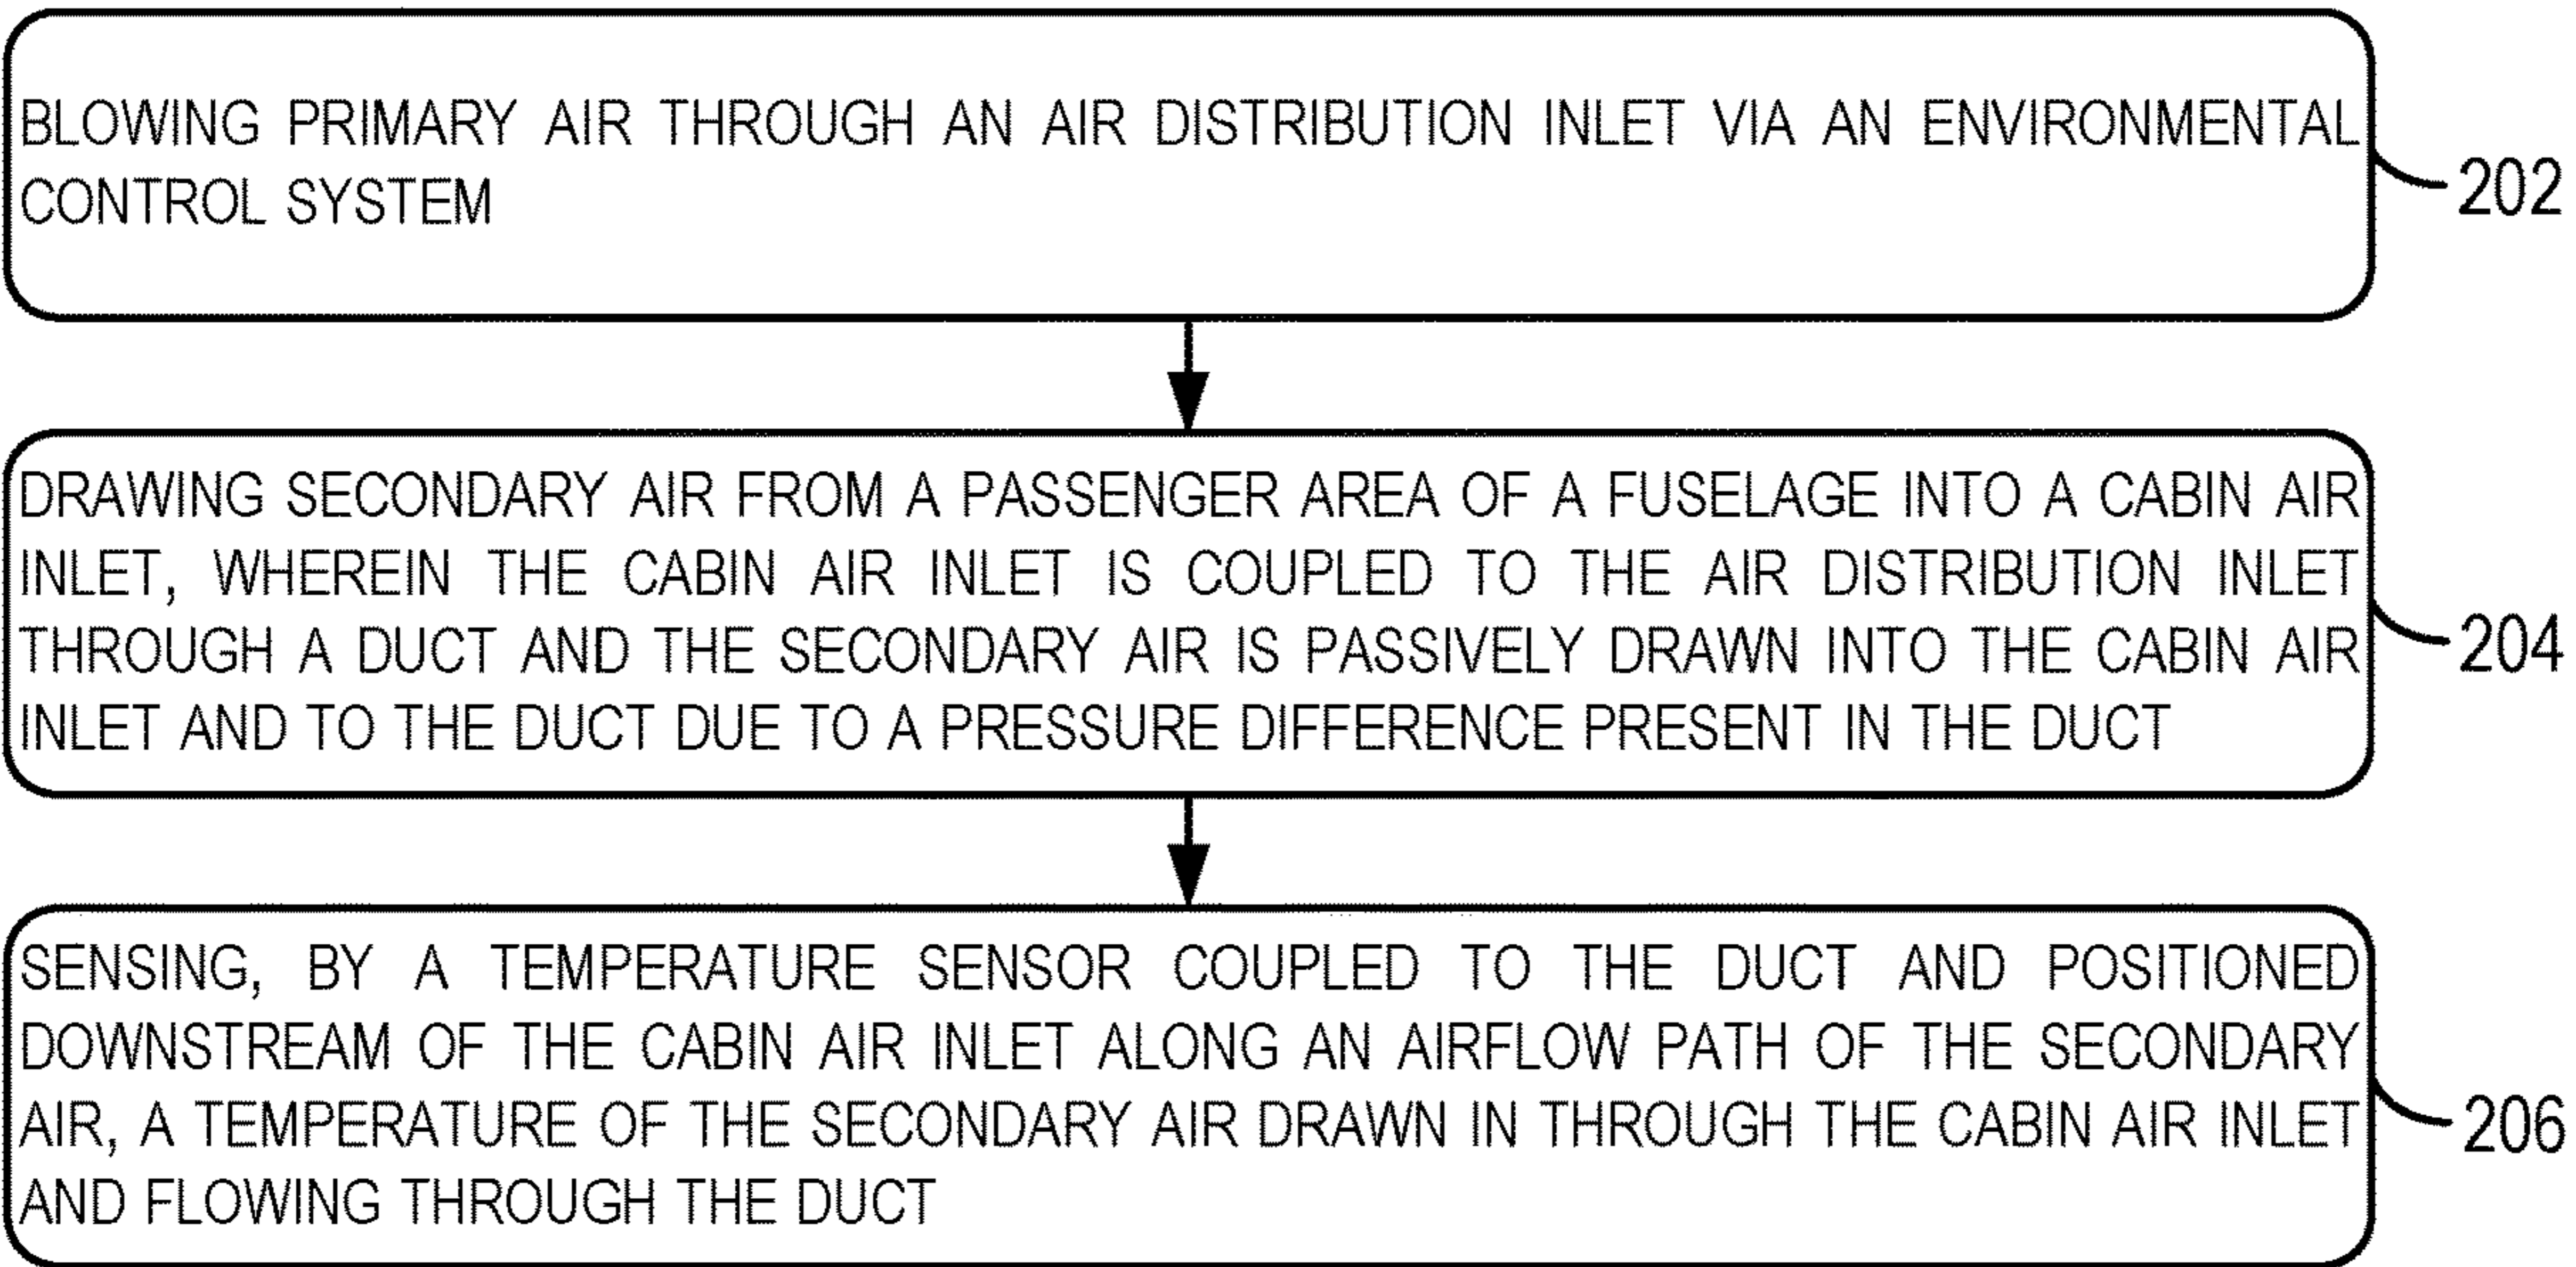 BLOWING PRIMARY AIR THROUGH AN AIR DISTRIBUTION INLET VIA AN ENVIRONMENTAL
CONTROL SYSTEM
202
DRAWING SECONDARY AIR FROM A PASSENGER AREA OF A FUSELAGE INTO A CABIN AIR
INLET, WHEREIN THE CABIN AIR INLET IS COUPLED TO THE AIR DISTRIBUTION INLET
THROUGH A DUCT AND THE SECONDARY AIR IS PASSIVELY DRAWN INTO THE CABIN AIR
INLET AND TO THE DUCT DUE TO A PRESSURE DIFFERENCE PRESENT IN THE DUCT
204
SENSING, BY A TEMPERATURE SENSOR COUPLED TO THE DUCT AND POSITIONED
DOWNSTREAM OF THE CABIN AIR INLET ALONG AN AIRFLOW PATH OF THE SECONDARY
AIR, A TEMPERATURE OF THE SECONDARY AIR DRAWN IN THROUGH THE CABIN AIR INLET
AND FLOWING THROUGH THE DUCT
206